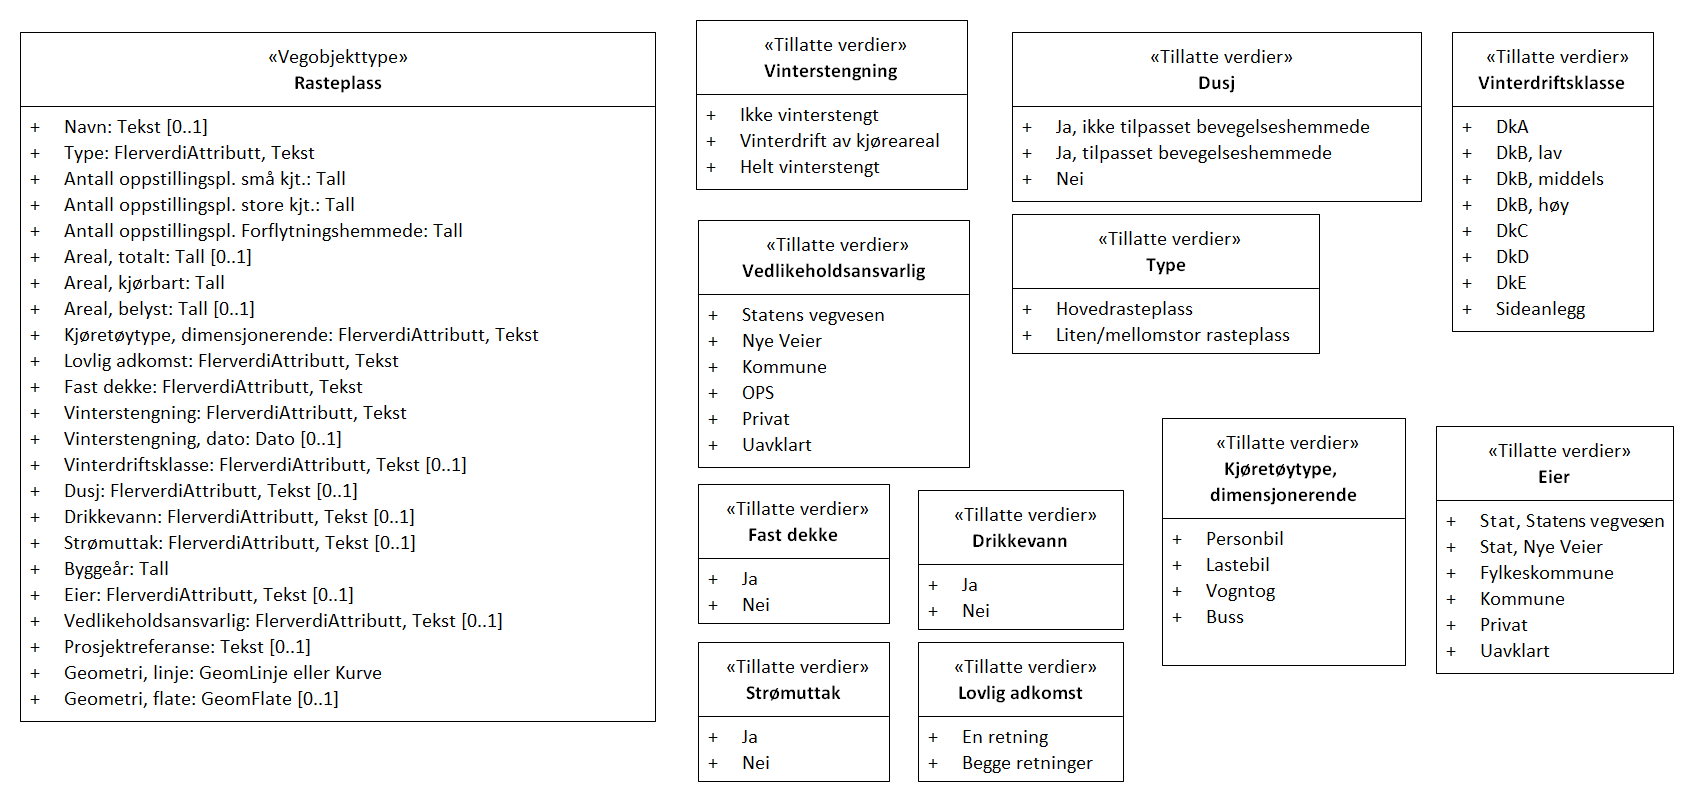 «Vegobjekttype»
Rasteplass
+ Navn: Tekst [0..1]
+ Type: FlerverdiAttributt, Tekst
+ Antall oppstillingspl. små kjt.: Tall
+ Antall oppstillingspl. store kjt.: Tall
+ Antall oppstillingspl. Forflytningshemmede: Tall
+ Areal, totalt: Tall [0..1]
+ Areal, kjørbart: Tall
+ Areal, belyst: Tall [0..1]
+ Kjøretøytype, dimensjonerende: FlerverdiAttributt, Tekst
+ Lovlig adkomst: FlerverdiAttributt, Tekst
+ Fast dekke: FlerverdiAttributt, Tekst
+ Vinterstengning: FlerverdiAttributt, Tekst
+ Vinterstengning, dato: Dato [0..1]
+ Vinterdriftsklasse: FlerverdiAttributt, Tekst [0..1]
+ Dusj: FlerverdiAttributt, Tekst [0..1]
+ Drikkevann: FlerverdiAttributt, Tekst [0..1]
+ Strømuttak: FlerverdiAttributt, Tekst [0..1]
+ Byggeår: Tall
+ Eier: FlerverdiAttributt, Tekst [0..1]
+ Vedlikeholdsansvarlig: FlerverdiAttributt, Tekst [0..1]
+ Prosjektreferanse: Tekst [0..1]
+ Geometri, linje: GeomLinje eller Kurve
+ Geometri, flate: GeomFlate [0..1]
«Tillatte verdier»
Vinterstengning
+ Ikke vinterstengt
+ Vinterdrift av kjøreareal
+ Helt vinterstengt
«Tillatte verdier»
Dusj
+ Ja, ikke tilpasset bevegelseshemmede
+ Ja, tilpasset bevegelseshemmede
+ Nei
«Tillatte verdier»
Vinterdriftsklasse
+ DkA
+ DkB, lav
+ DkB, middels
+ DkB, høy
+ DkC
+ DkD
+ DkE
+ Sideanlegg
«Tillatte verdier»
Vedlikeholdsansvarlig
+ Statens vegvesen
+ Nye Veier
+ Kommune
+ OPS
+ Privat
+ Uavklart
«Tillatte verdier»
Type
+ Hovedrasteplass
+ Liten/mellomstor rasteplass
«Tillatte verdier»
Kjøretøytype,
dimensjonerende
+ Personbil
+ Lastebil
+ Vogntog
+ Buss
«Tillatte verdier»
Eier
+ Stat, Statens vegvesen
+ Stat, Nye Veier
+ Fylkeskommune
+ Kommune
+ Privat
+ Uavklart
«Tillatte verdier»
Fast dekke
+ Ja
+ Nei
«Tillatte verdier»
Drikkevann
+ Ja
+ Nei
«Tillatte verdier»
Strømuttak
+ Ja
+ Nei
«Tillatte verdier»
Lovlig adkomst
+ En retning
+ Begge retninger